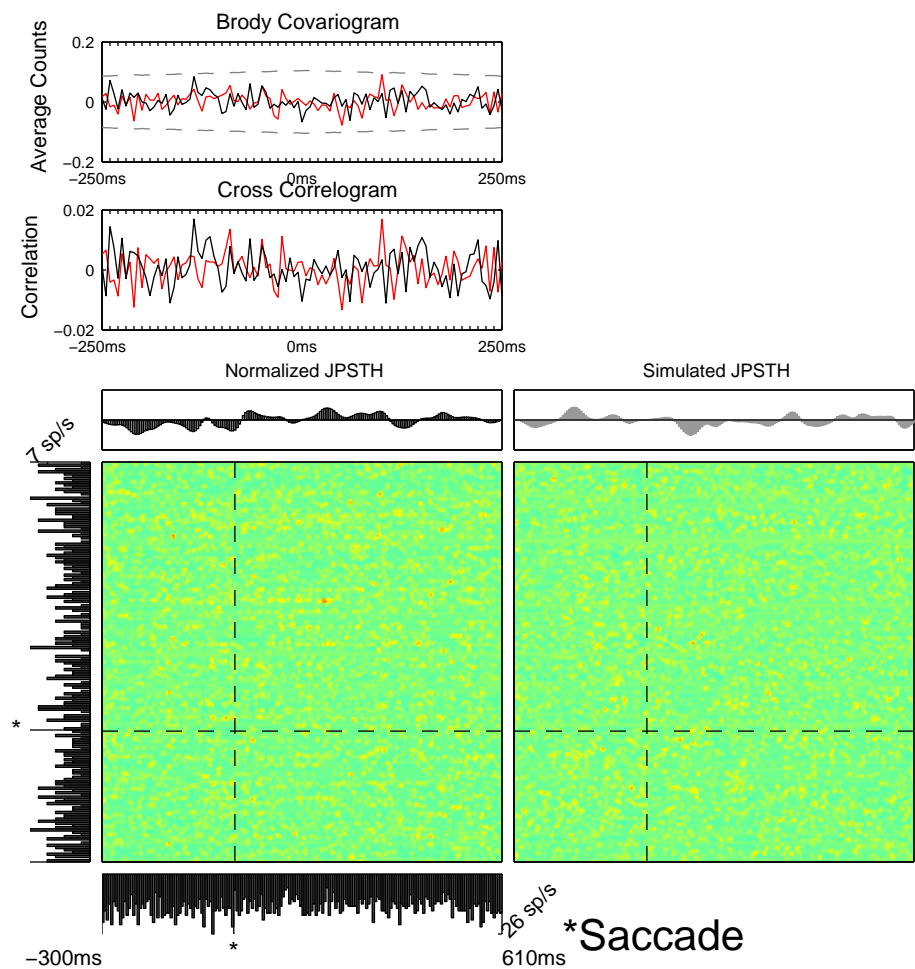 Brody Covariogram
0.2
0
−0.2
Average Counts
−250ms
0ms
250ms
Cross Correlogram
0.02
0
−0.02
Correlation
−250ms
0ms
250ms
Normalized JPSTH
Simulated JPSTH
7 sp/s
*
26 sp/s
*
*Saccade
−300ms
610ms